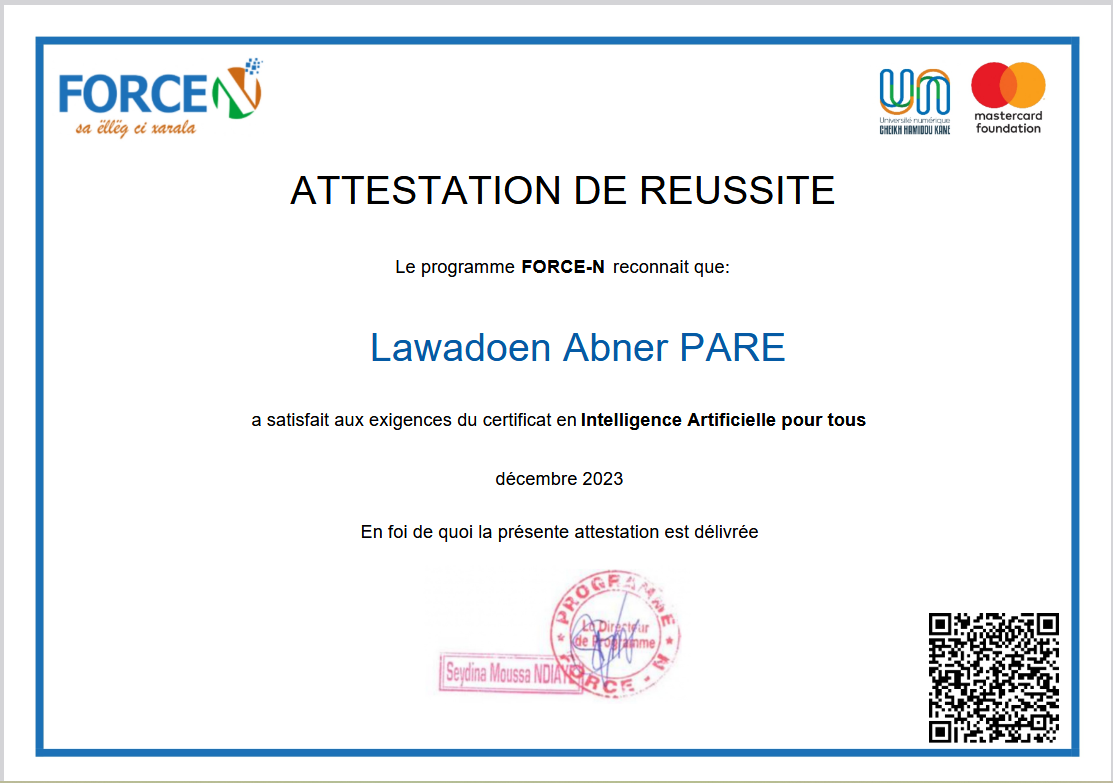 FORCE N
sa ëllëg ci xarala
un
Université numérique
CHEIKH HAMIDOU KANE
mastercard
foundation
ATTESTATION DE REUSSITE
Le programme FORCE-N reconnait que:
Lawadoen Abner PARE
a satisfait aux exigences du certificat en Intelligence Artificielle pour tous
décembre 2023
En foi de quoi la présente attestation est délivrée
PROGRAMME
Le Directeur
de Programme
FORCE - N
Seydina Moussa NDIAYE